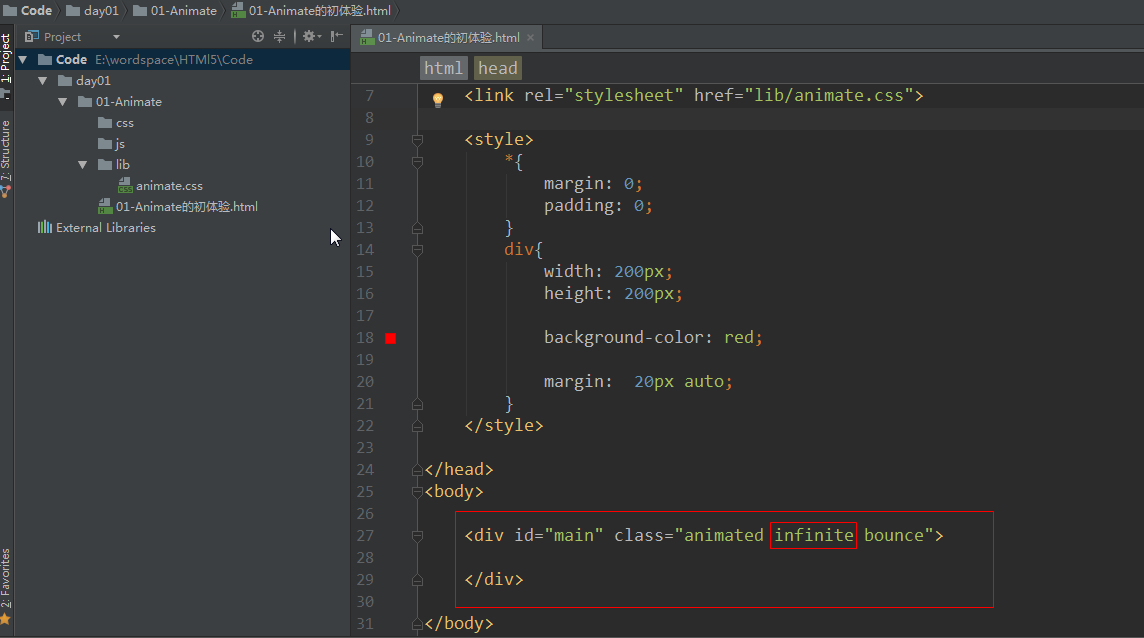 Code day01 01-Animate 01-Animate的初体验.html
1: Project
7: Structure
2: Favorites
Project
Code E:\wordspace\HTMl5\Code
day01
01-Animate
css
js
lib
animate.css
01-Animate的初体验.html
External Libraries
01-Animate的初体验.html
html head
7 <link rel="stylesheet" href="lib/animate.css">
8
9 <style>
10 *{
11 margin: 0;
12 padding: 0;
13 }
14 div{
15 width: 200px;
16 height: 200px;
17
18 background-color: red;
19
20 margin:  20px auto;
21 }
22 </style>
23
24 </head>
25 <body>
26
27 <div id="main" class="animated infinite bounce">
28
29 </div>
30
31 </body>